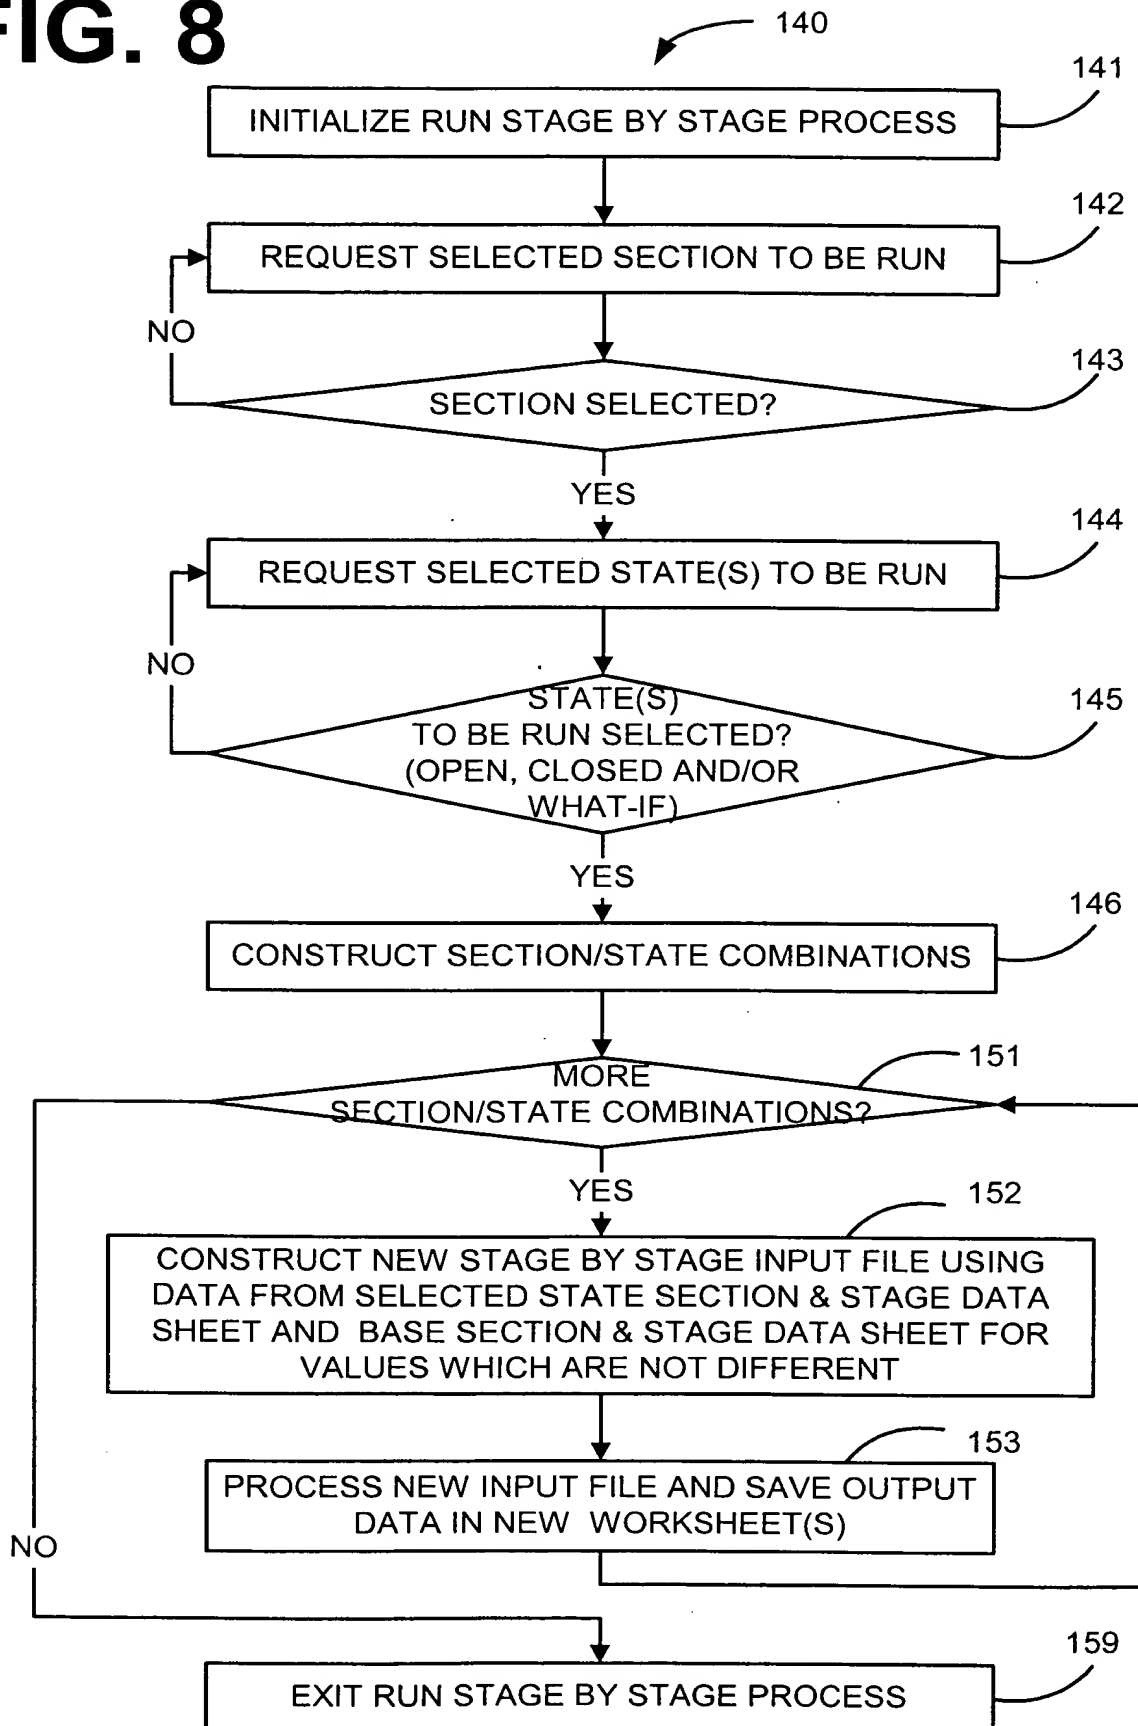 FIG. 8
140
141
INITIALIZE RUN STAGE BY STAGE PROCESS
142
REQUEST SELECTED SECTION TO BE RUN
NO
143
SECTION SELECTED?
YES
144
REQUEST SELECTED STATE(S) TO BE RUN
NO
145
STATE(S)
TO BE RUN SELECTED?
(OPEN, CLOSED AND/OR
WHAT-IF)
YES
146
CONSTRUCT SECTION/STATE COMBINATIONS
151
MORE
SECTION/STATE COMBINATIONS?
YES
152
CONSTRUCT NEW STAGE BY STAGE INPUT FILE USING
DATA FROM SELECTED STATE SECTION & STAGE DATA
SHEET AND BASE SECTION & STAGE DATA SHEET FOR
VALUES WHICH ARE NOT DIFFERENT
153
PROCESS NEW INPUT FILE AND SAVE OUTPUT
DATA IN NEW WORKSHEET(S)
NO
159
EXIT RUN STAGE BY STAGE PROCESS